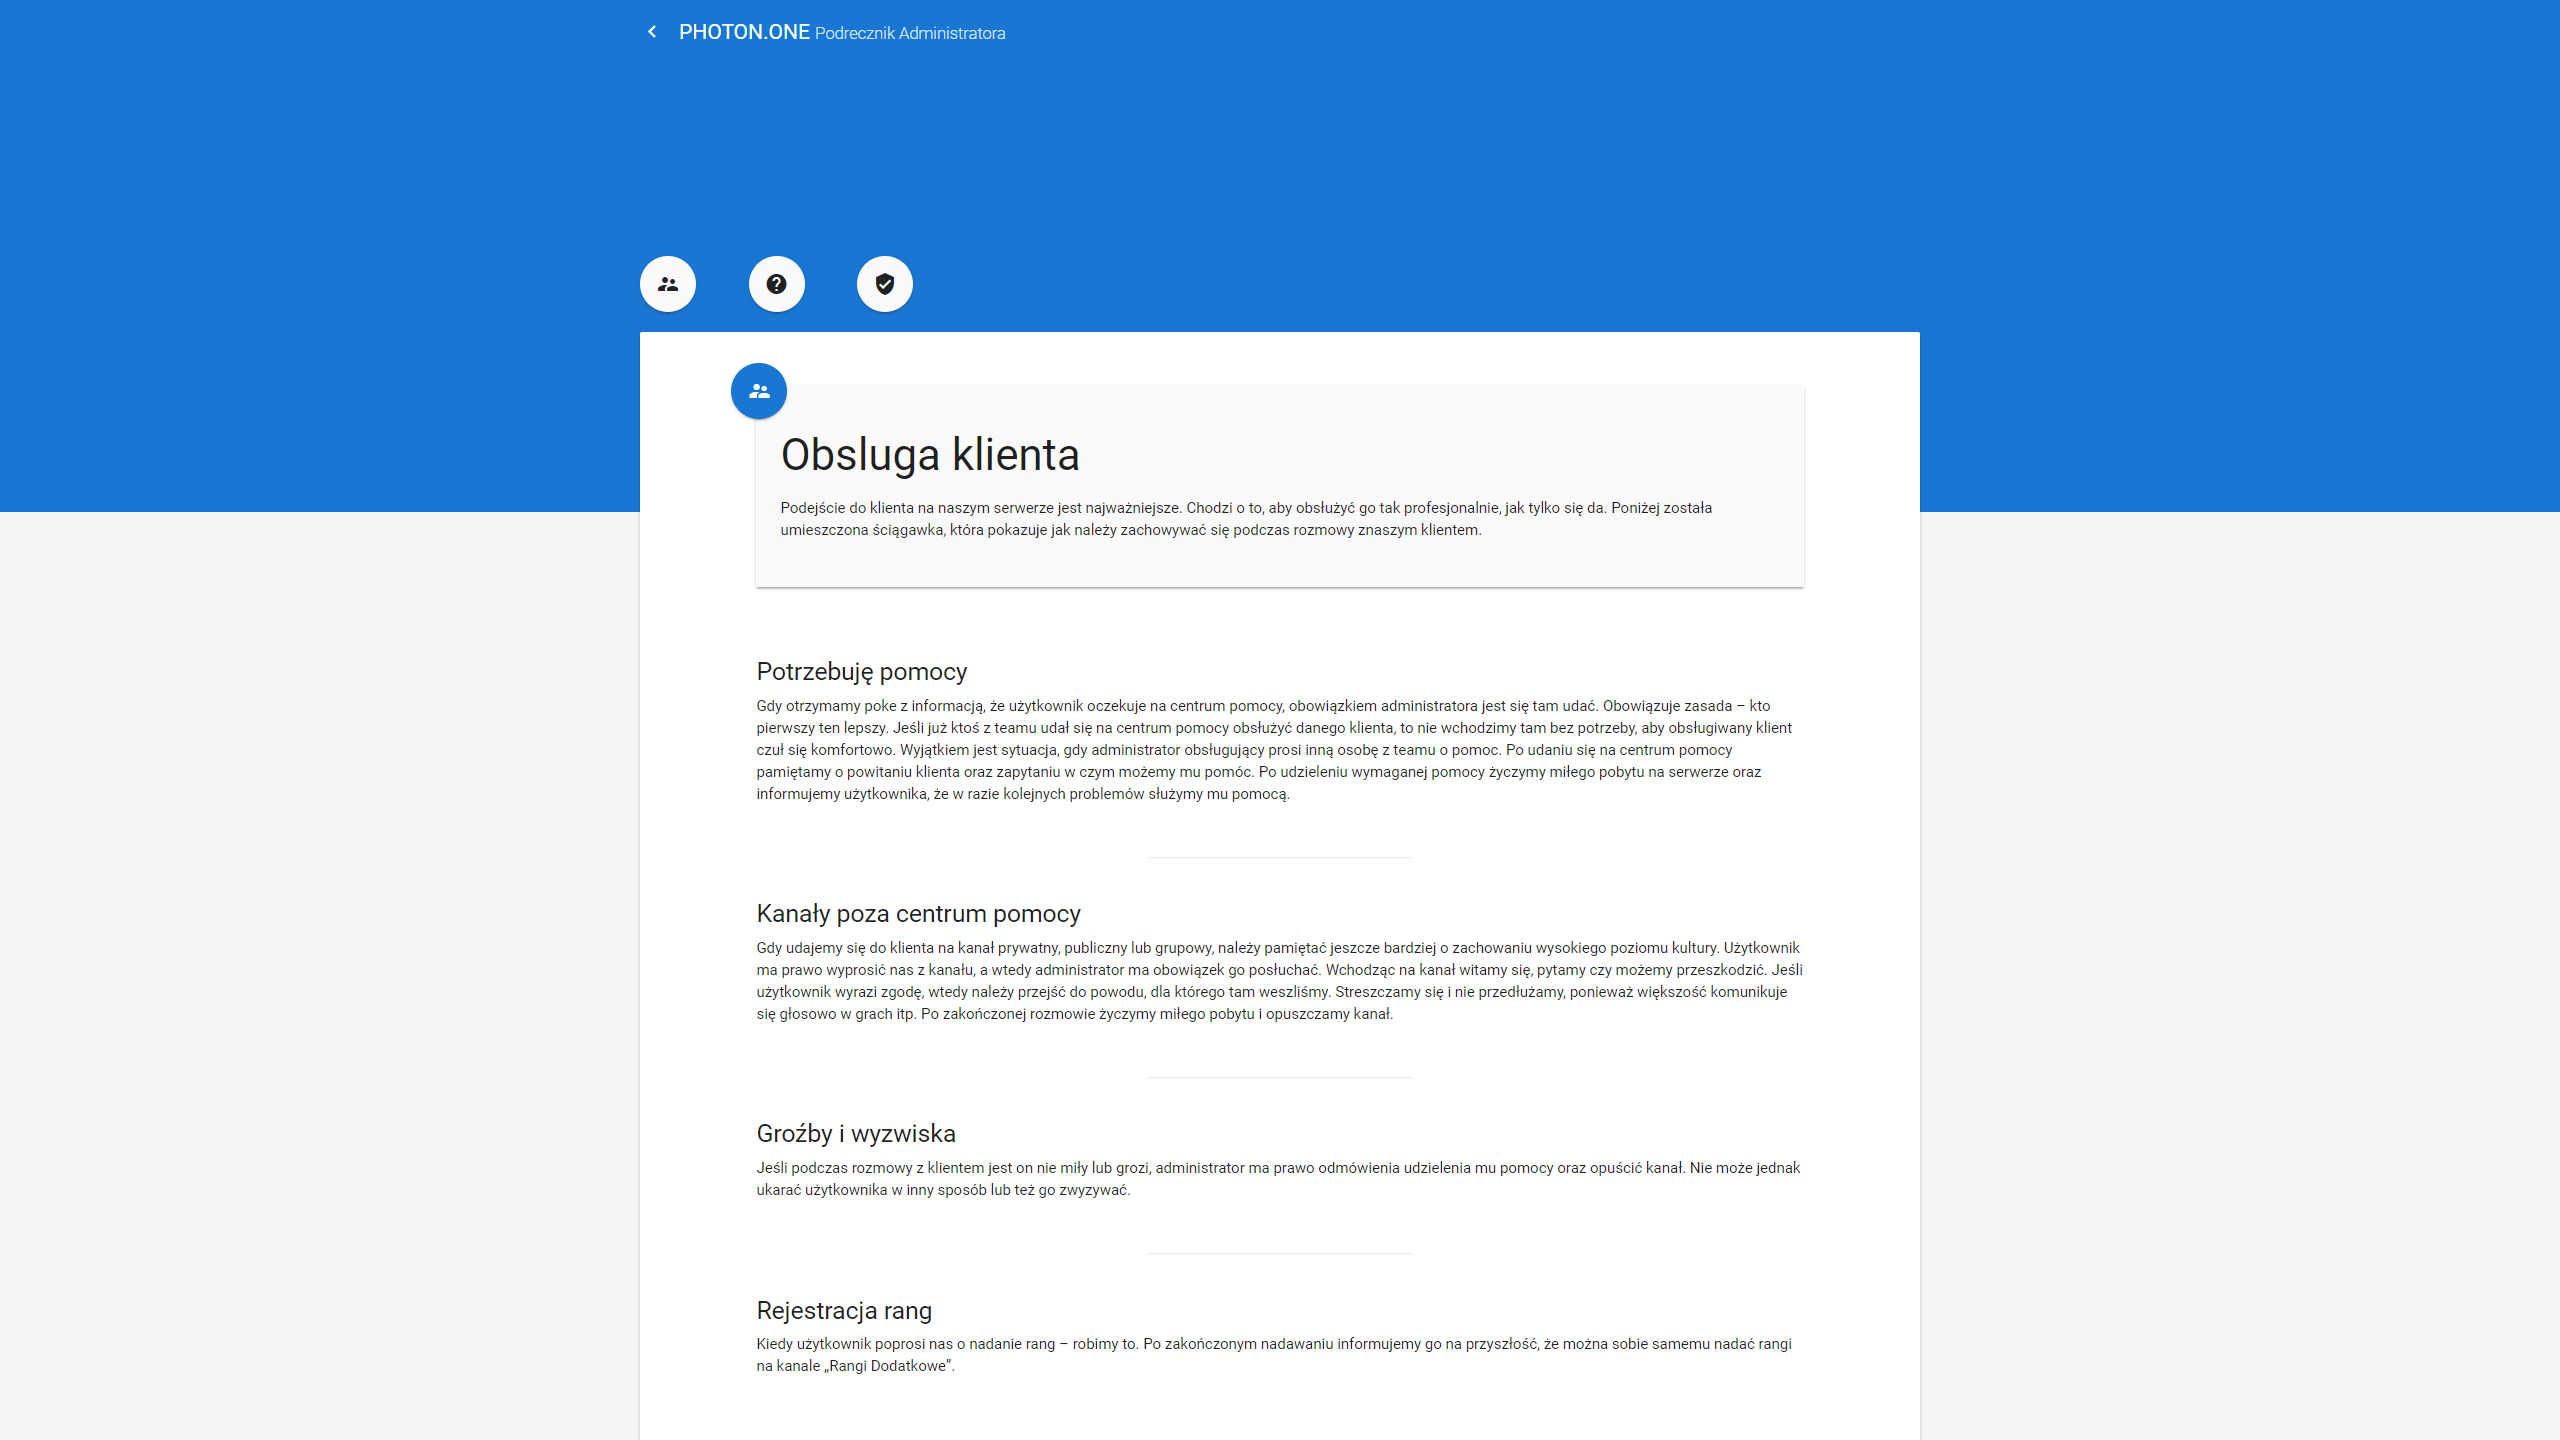 PHOTON.ONE Podrecznik Administratora
Obsluga klienta
Podejście do klienta na naszym serwerze jest najważniejsze. Chodzi o to, aby obsłużyć go tak profesjonalnie, jak tylko się da. Poniżej została
umieszczona ściągawka, która pokazuje jak należy zachowywać się podczas rozmowy znaszym klientem.
Potrzebuję pomocy
Gdy otrzymamy poke z informacją, że użytkownik oczekuje na centrum pomocy, obowiązkiem administratora jest się tam udać. Obowiązuje zasada – kto
pierwszy ten lepszy. Jeśli już ktoś z teamu udał się na centrum pomocy obsłużyć danego klienta, to nie wchodzimy tam bez potrzeby, aby obsługiwany klient
czuł się komfortowo. Wyjątkiem jest sytuacja, gdy administrator obsługujący prosi inną osobę z teamu o pomoc. Po udaniu się na centrum pomocy
pamiętamy o powitaniu klienta oraz zapytaniu w czym możemy mu pomóc. Po udzieleniu wymaganej pomocy życzymy miłego pobytu na serwerze oraz
informujemy użytkownika, że w razie kolejnych problemów służymy mu pomocą.
Kanały poza centrum pomocy
Gdy udajemy się do klienta na kanał prywatny, publiczny lub grupowy, należy pamiętać jeszcze bardziej o zachowaniu wysokiego poziomu kultury. Użytkownik
ma prawo wyprosić nas z kanału, a wtedy administrator ma obowiązek go posłuchać. Wchodząc na kanał witamy się, pytamy czy możemy przeszkodzić. Jeśli
użytkownik wyrazi zgodę, wtedy należy przejść do powodu, dla którego tam weszliśmy. Streszczamy się i nie przedłużamy, ponieważ większość komunikuje
się głosowo w grach itp. Po zakończonej rozmowie życzymy miłego pobytu i opuszczamy kanał.
Groźby i wyzwiska
Jeśli podczas rozmowy z klientem jest on nie miły lub grozi, administrator ma prawo odmówienia udzielenia mu pomocy oraz opuścić kanał. Nie może jednak
ukarać użytkownika w inny sposób lub też go zwyzywać.
Rejestracja rang
Kiedy użytkownik poprosi nas o nadanie rang – robimy to. Po zakończonym nadawaniu informujemy go na przyszłość, że można sobie samemu nadać rangi
na kanale „Rangi Dodatkowe”.